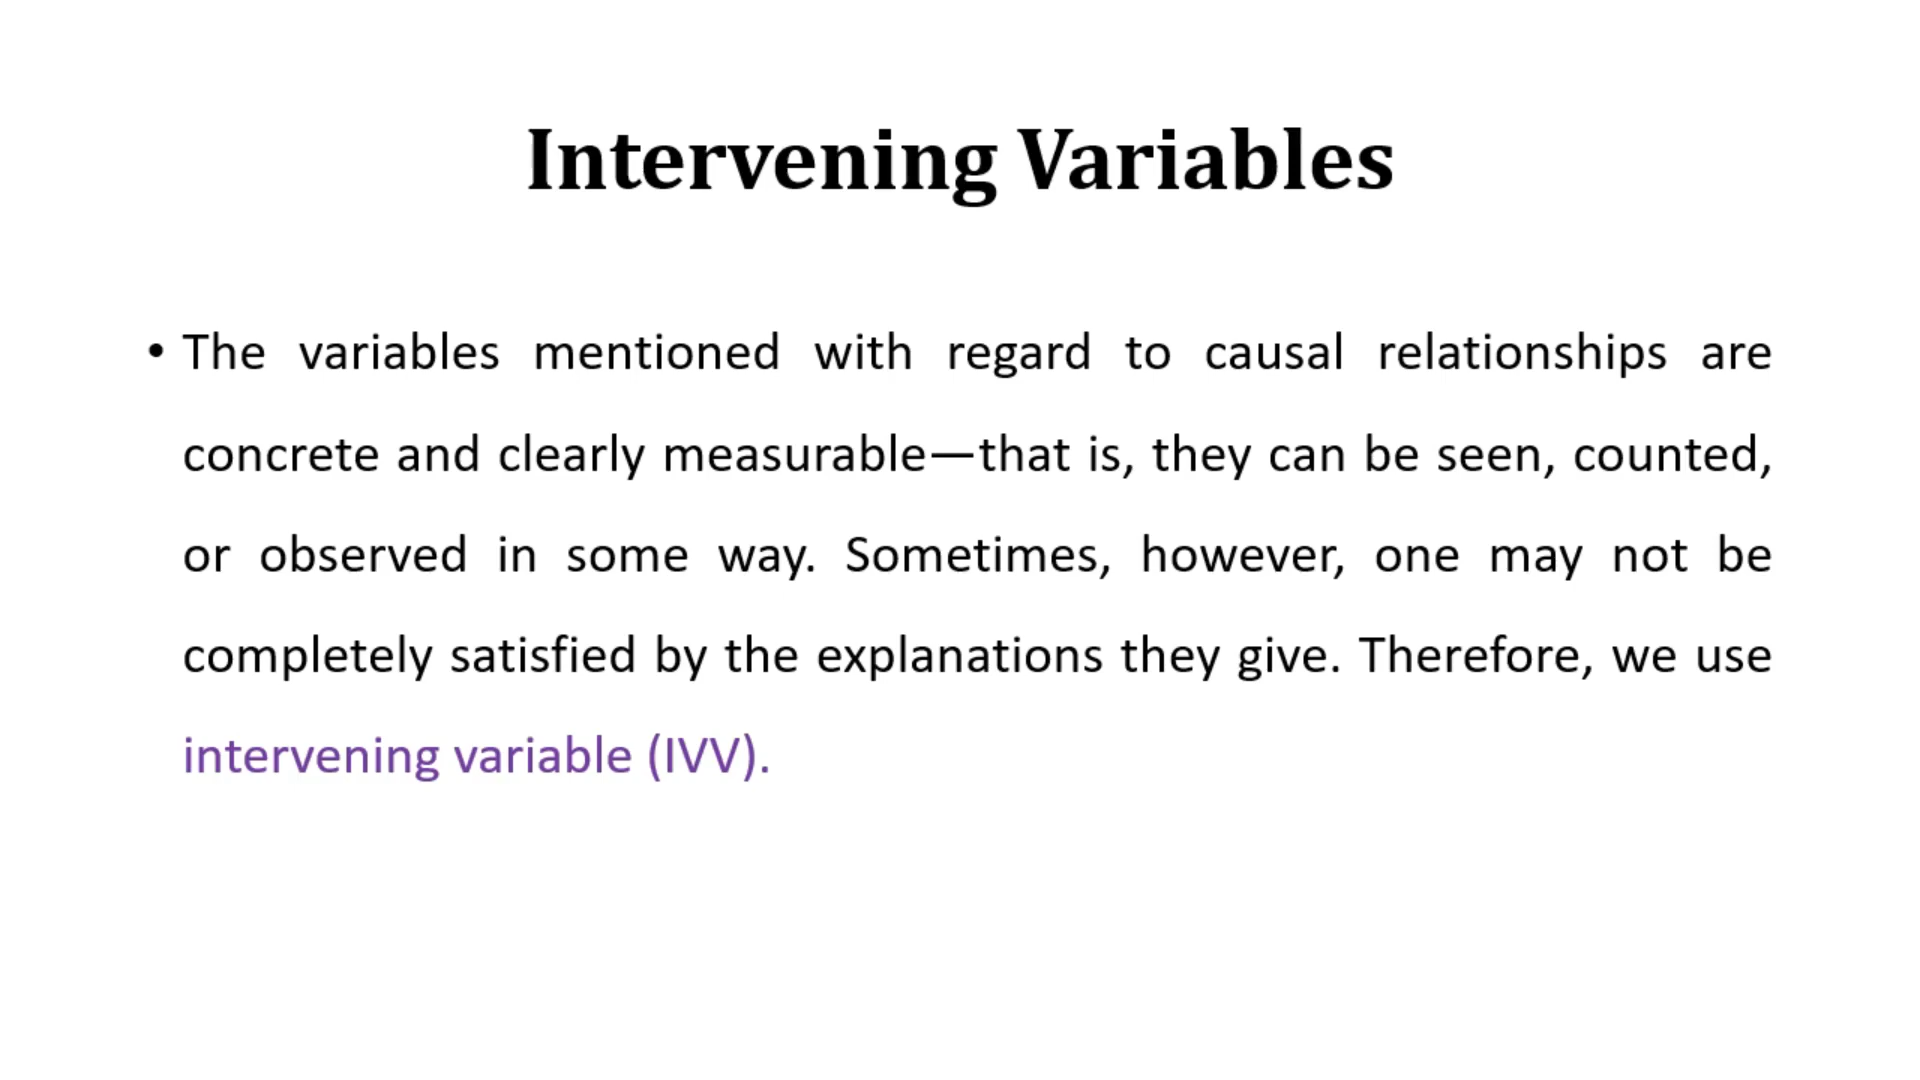 Intervening Variables
• The variables mentioned with regard to causal relationships are
concrete and clearly measurable—that is, they can be seen, counted,
or observed in some way. Sometimes, however, one may not be
completely satisfied by the explanations they give. Therefore, we use
intervening variable (IVV).